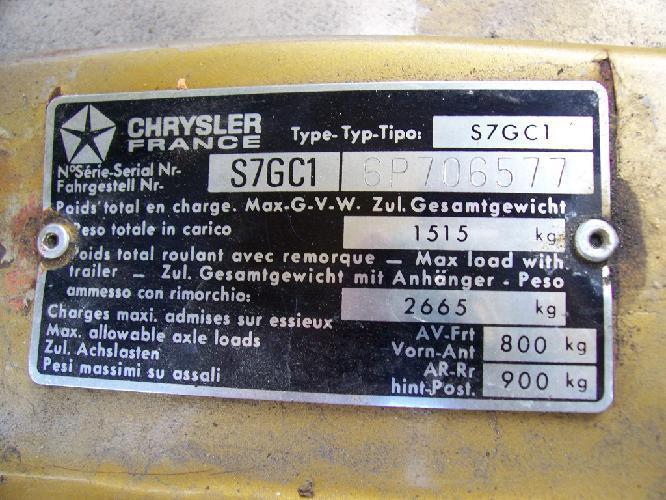 CHRYSLER
FRANCE
Type-Typ-Tipo: S7GC1
NºSérie-Serial Nr-
Fahrgestell Nr- S7GC1 6P706577
Poids total en charge. Max-G-V-W. Zul. Gesamtgewicht
Peso totale in carico 1515 kg
Poids total roulant avec remorque — Max load with
trailer — Zul. Gesamtgewicht mit Anhänger - Peso
ammesso con rimorchio: 2665 kg
Charges maxi. admises sur essieux
Max. allowable axle loads
Zul. Achslasten
Pesi massimi su assali
AV-Frt
Vorn-Ant 800 kg
AR-Rr
hint-Post. 900 kg